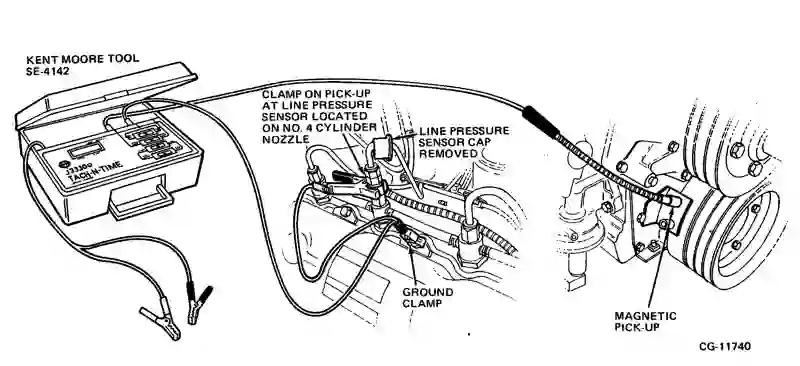 KENT MOORE TOOL
SE-4142
CLAMP ON PICK-UP
AT LINE PRESSURE
SENSOR LOCATED
ON NO. 4 CYLINDER
NOZZLE
LINE PRESSURE
SENSOR CAP
REMOVED
J33300
TACH-N-TIME
GROUND
CLAMP
MAGNETIC
PICK-UP
CG-11740